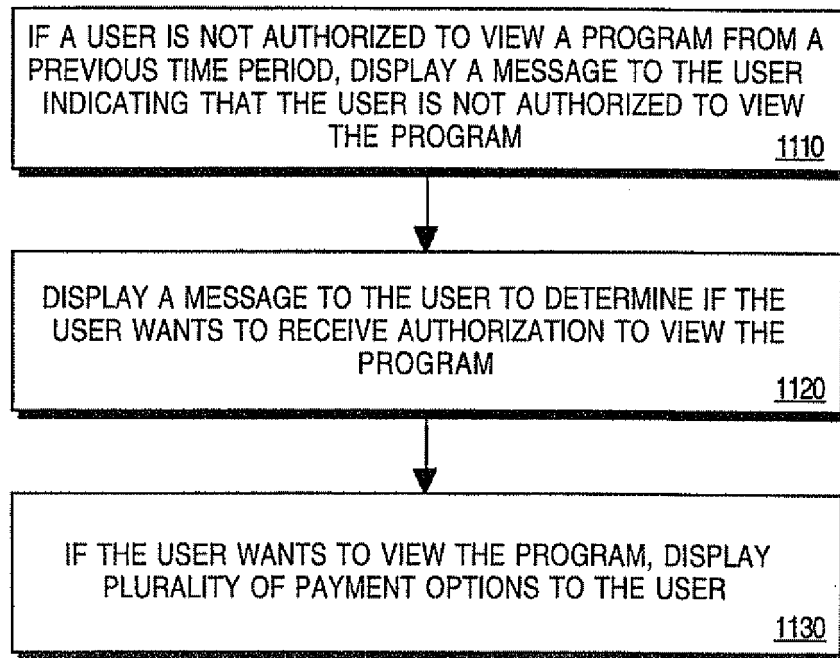 IF A USER IS NOT AUTHORIZED TO VIEW A PROGRAM FROM A
PREVIOUS TIME PERIOD, DISPLAY A MESSAGE TO THE USER
INDICATING THAT THE USER IS NOT AUTHORIZED TO VIEW
THE PROGRAM
1110
DISPLAY A MESSAGE TO THE USER TO DETERMINE IF THE
USER WANTS TO RECEIVE AUTHORIZATION TO VIEW THE
PROGRAM
1120
IF THE USER WANTS TO VIEW THE PROGRAM, DISPLAY
PLURALITY OF PAYMENT OPTIONS TO THE USER
1130